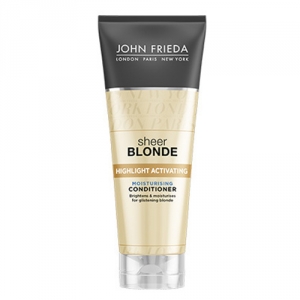 JOHN FRIEDA
LONDON PARIS NEW YORK
sheer
BLONDE
HIGHLIGHT ACTIVATING
MOISTURISING
CONDITIONER
Brightens & moisturises
for glistening blonde